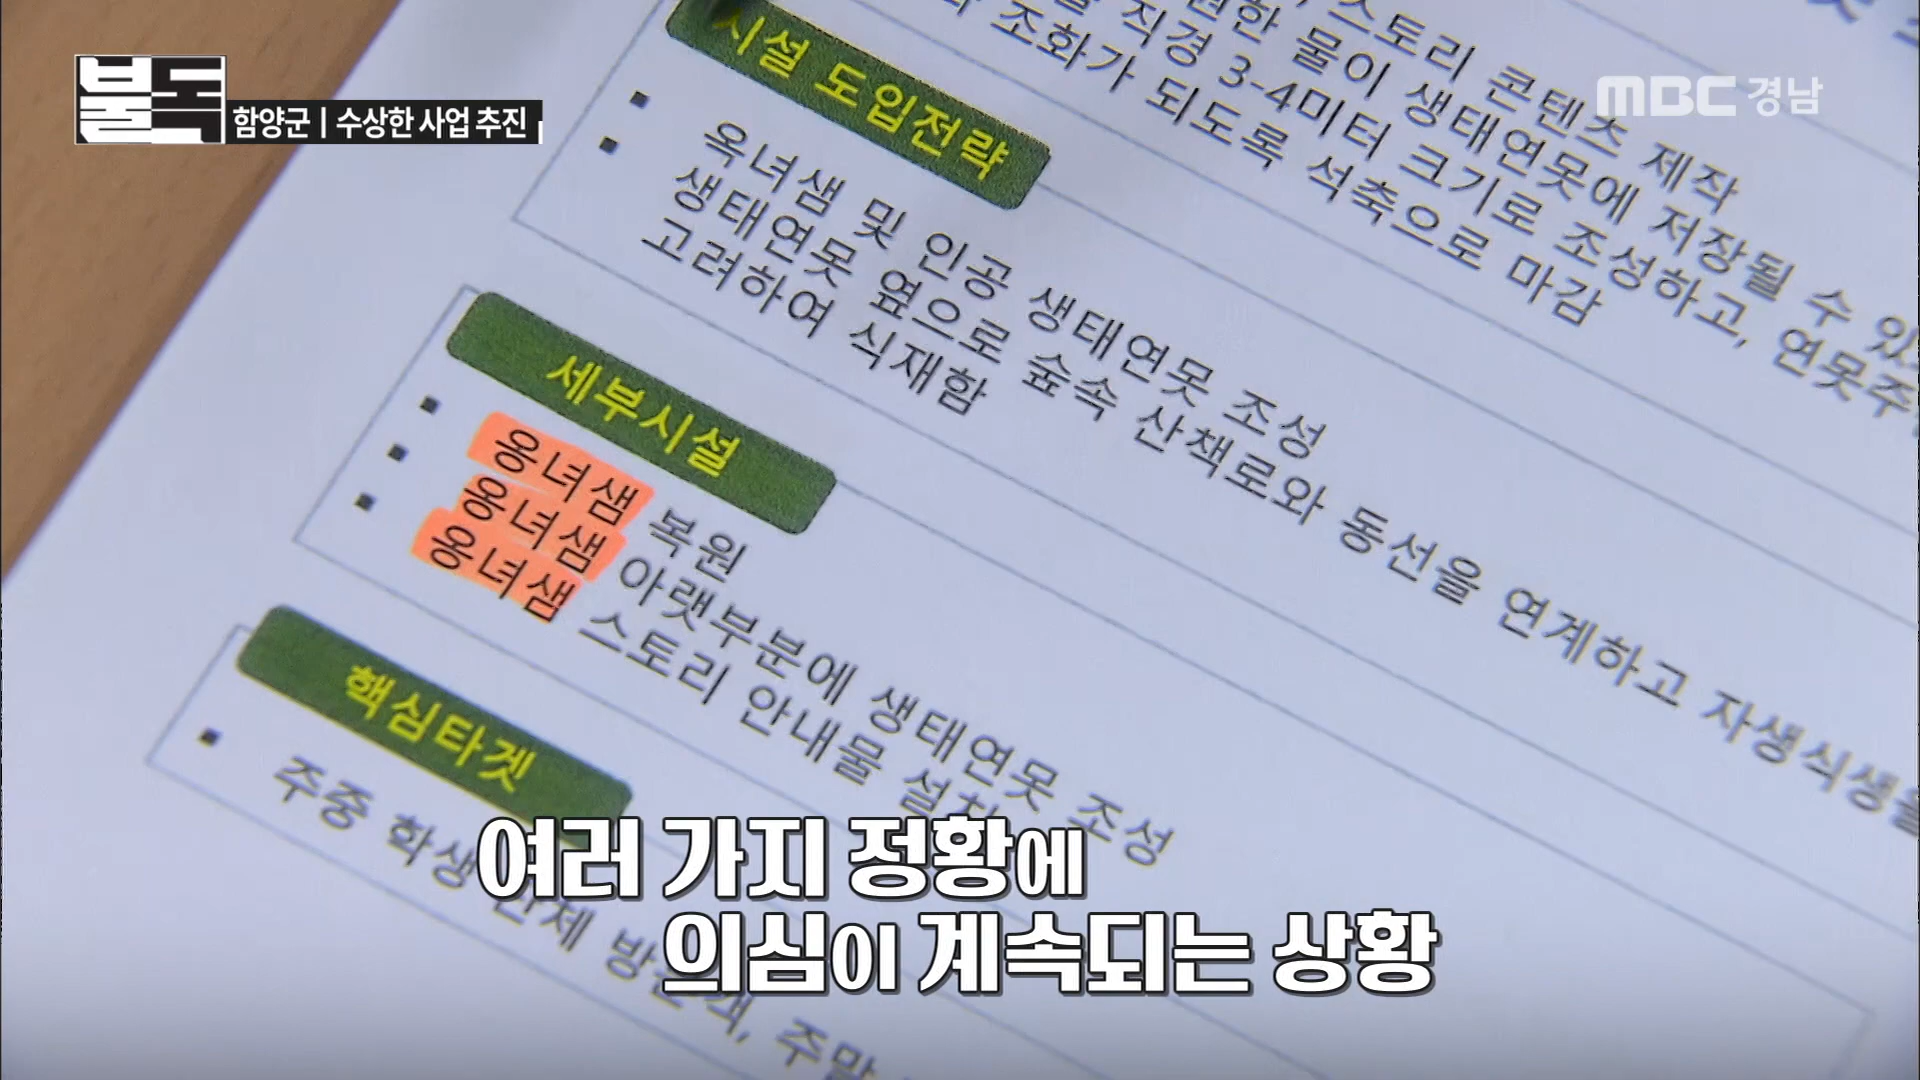 불독
함양군 | 수상한 사업 추진
MBC 경남
스토리 콘텐츠 제작
한 물이 생태연못에 저장될 수 있
직경 3-4미터 크기로 조성하고, 연못주
조화가 되도록 석축으로 마감
시설 도입전략
옥녀샘 및 인공 생태연못 조성
생태연못 옆으로 숲속 산책로와 동선을 연계하고 자생식생을
고려하여 식재함
세부시설
옹녀샘 복원
옹녀샘 아랫부분에 생태연못 조성
옹녀샘 스토리 안내물 설치
핵심타겟
주중 학생 단체 방문객, 주말
여러 가지 정황에
의심이 계속되는 상황